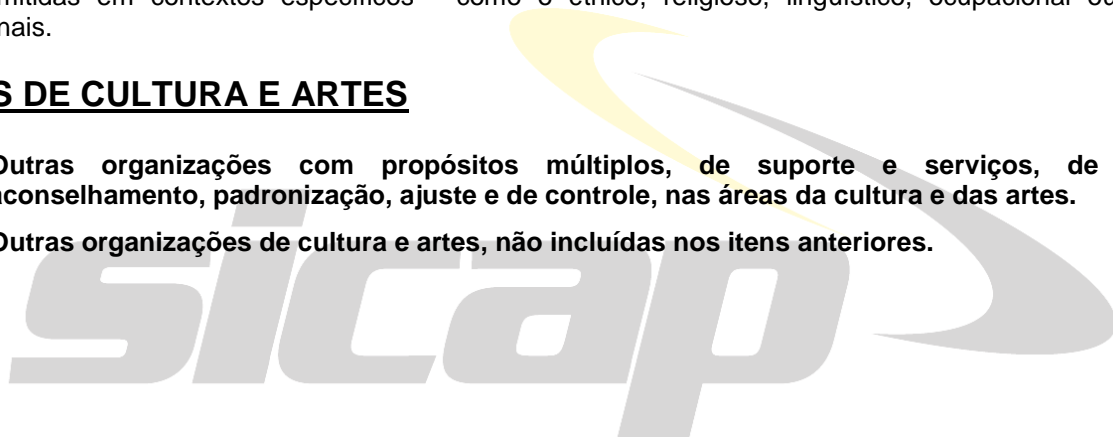 mitidas em contextos específicos - como o étnico, religioso, lingüístico, ocupacional ou
nais.
S DE CULTURA E ARTES
Outras organizações com propósitos múltiplos, de suporte e serviços, de
aconselhamento, padronização, ajuste e de controle, nas áreas da cultura e das artes.
Outras organizações de cultura e artes, não incluídas nos itens anteriores.
sicap